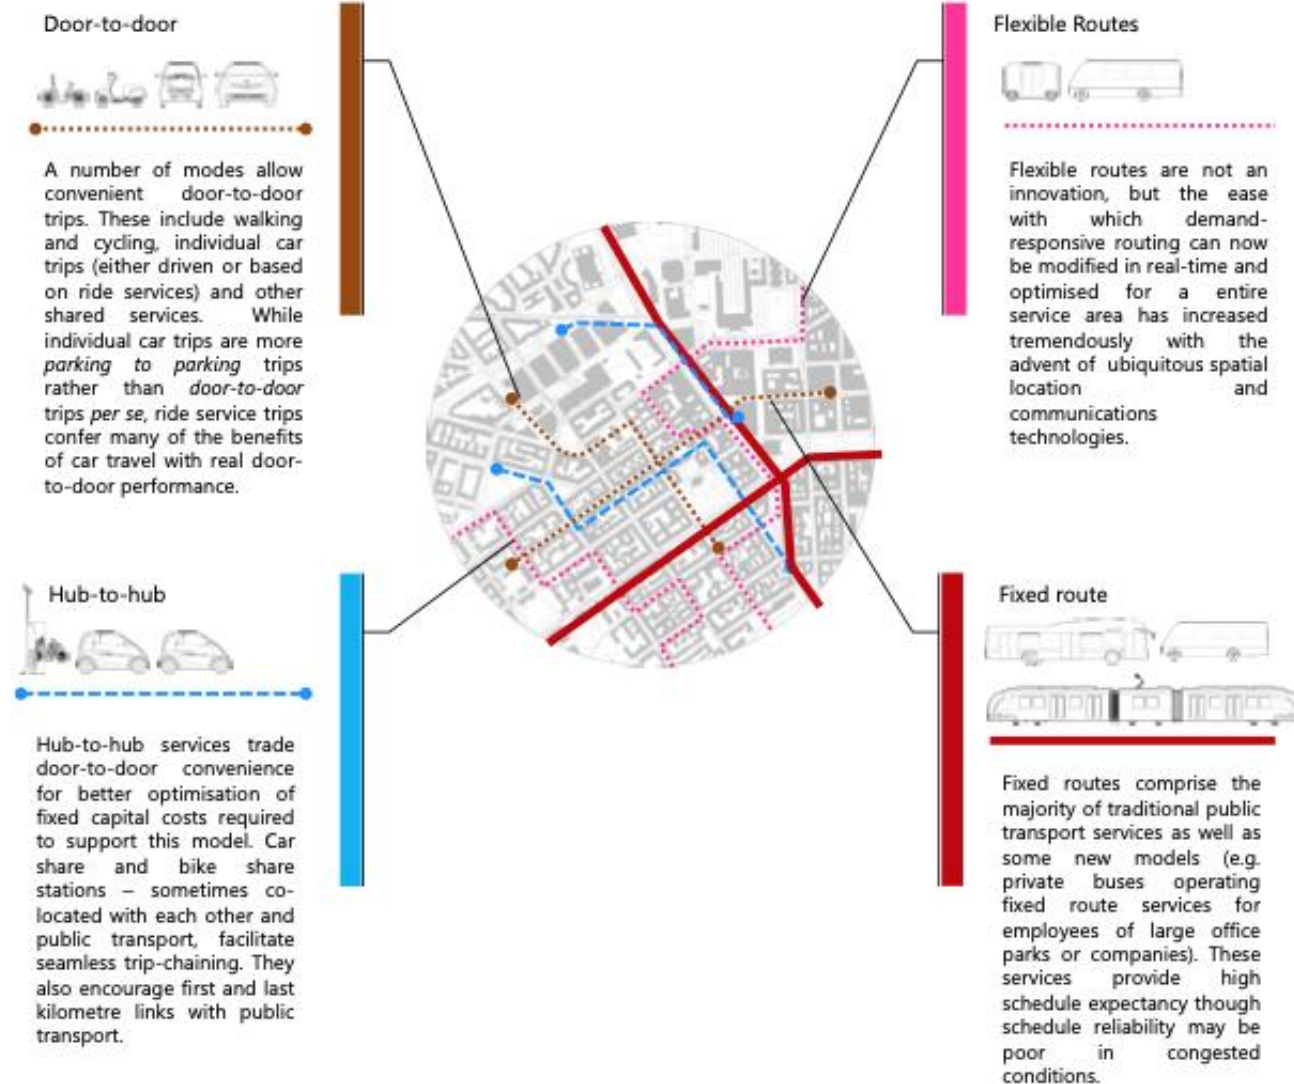 Door-to-door
A number of modes allow
convenient door-to-door
trips. These include walking
and cycling, individual car
trips (either driven or based
on ride services) and other
shared services. While
individual car trips are more
parking to parking trips
rather than door-to-door
trips per se, ride service trips
confer many of the benefits
of car travel with real door-
to-door performance.
Flexible Routes
Flexible routes are not an
innovation, but the ease
with which demand-
responsive routing can now
be modified in real-time and
optimised for a entire
service area has increased
tremendously with the
advent of ubiquitous spatial
location and
communications
technologies.
Hub-to-hub
Hub-to-hub services trade
door-to-door convenience
for better optimisation of
fixed capital costs required
to support this model. Car
share and bike share
stations – sometimes co-
located with each other and
public transport, facilitate
seamless trip-chaining. They
also encourage first and last
kilometre links with public
transport.
Fixed route
Fixed routes comprise the
majority of traditional public
transport services as well as
some new models (e.g.
private buses operating
fixed route services for
employees of large office
parks or companies). These
services provide high
schedule expectancy though
schedule reliability may be
poor in congested
conditions.